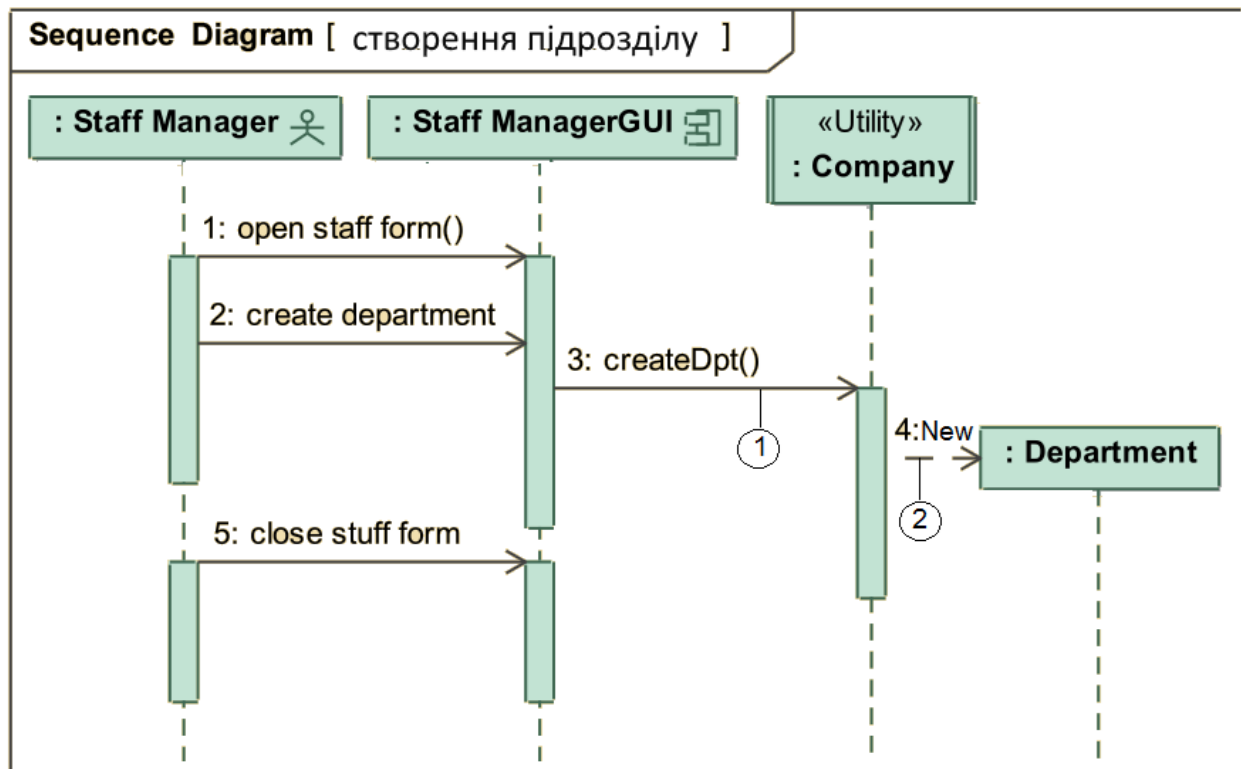 Sequence Diagram [ створення підрозділу ]
: Staff Manager
: Staff ManagerGUI
«Utility»
: Company
1: open staff form()
2: create department
3: createDpt()
1
4:New
: Department
2
5: close stuff form